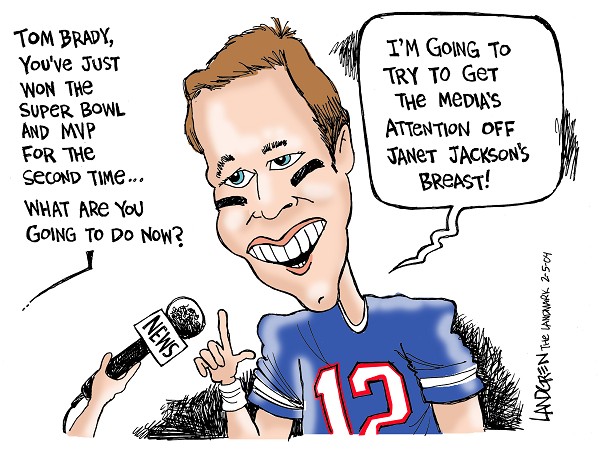 TOM BRADY,
YOU'VE JUST
WON THE
SUPER BOWL
AND MVP
FOR THE
SECOND TIME...
WHAT ARE YOU
GOING TO DO NOW?
I'M GOING TO
TRY TO GET
THE MEDIA'S
ATTENTION OFF
JANET JACKSON'S
BREAST!
NEWS
12
LANDGREN THE LANDMARK 2-5-04